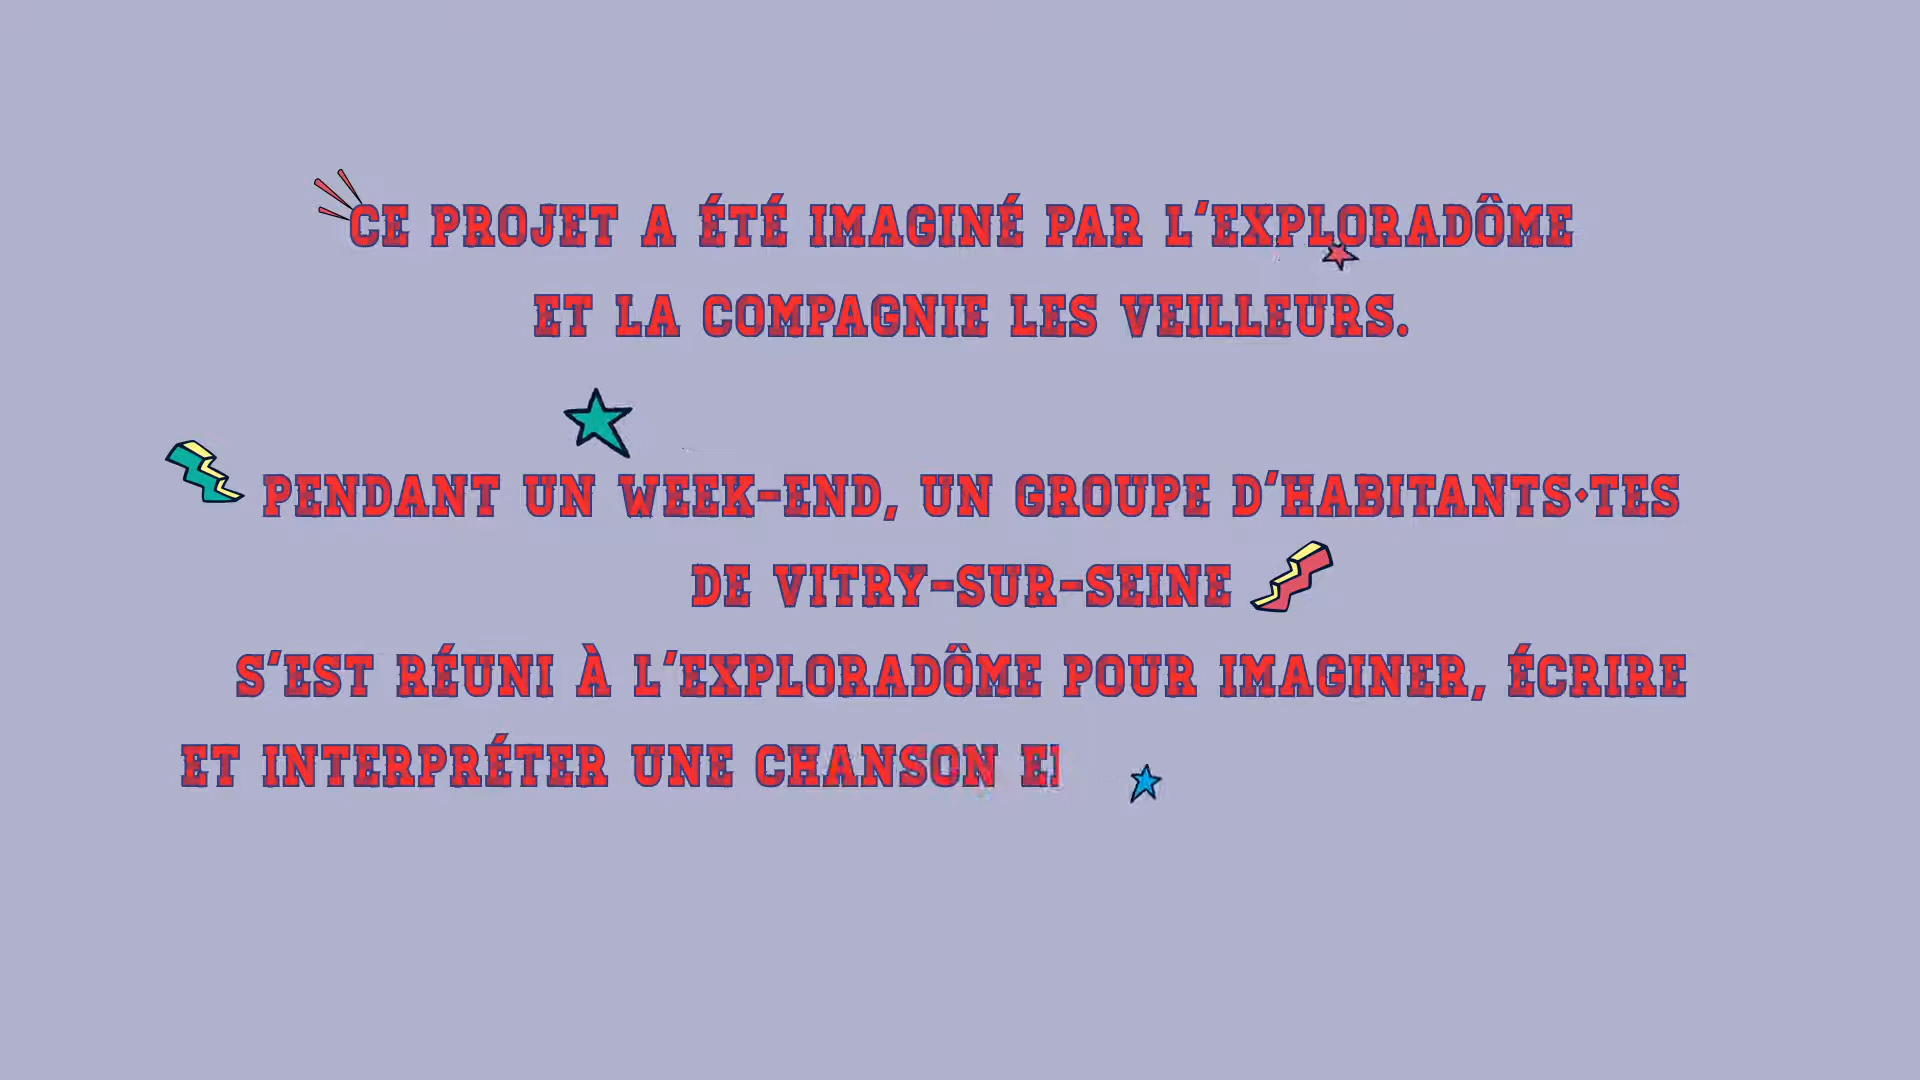 CE PROJET A ÉTÉ IMAGINÉ PAR L'EXPLORADÔME
ET LA COMPAGNIE LES VEILLEURS.
PENDANT UN WEEK-END, UN GROUPE D'HABITANTS·TES
DE VITRY-SUR-SEINE
S'EST RÉUNI À L'EXPLORADÔME POUR IMAGINER, ÉCRIRE
ET INTERPRÉTER UNE CHANSON